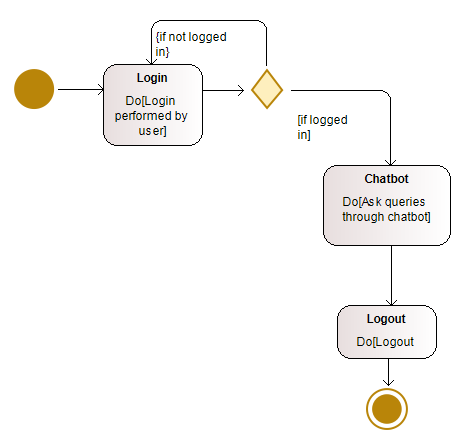 {if not logged
in}
Login
Do[Login
performed by
user]
[if logged
in]
Chatbot
Do[Ask queries
through chatbot]
Logout
Do[Logout